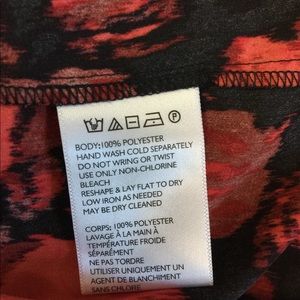 BODY:100% POLYESTER
HAND WASH COLD SEPARATELY
DO NOT WRING OR TWIST
USE ONLY NON-CHLORINE
BLEACH
RESHAPE & LAY FLAT TO DRY
LOW IRON AS NEEDED
MAY BE DRY CLEANED
CORPS: 100% POLYESTER
LAVAGE À LA MAIN À
TEMPÉRATURE FROIDE
SÉPARÉMENT
NE PAS TORDRE
UTILISER UNIQUEMENT UN
AGENT DE BLANCHIMENT
SANS CHLORE